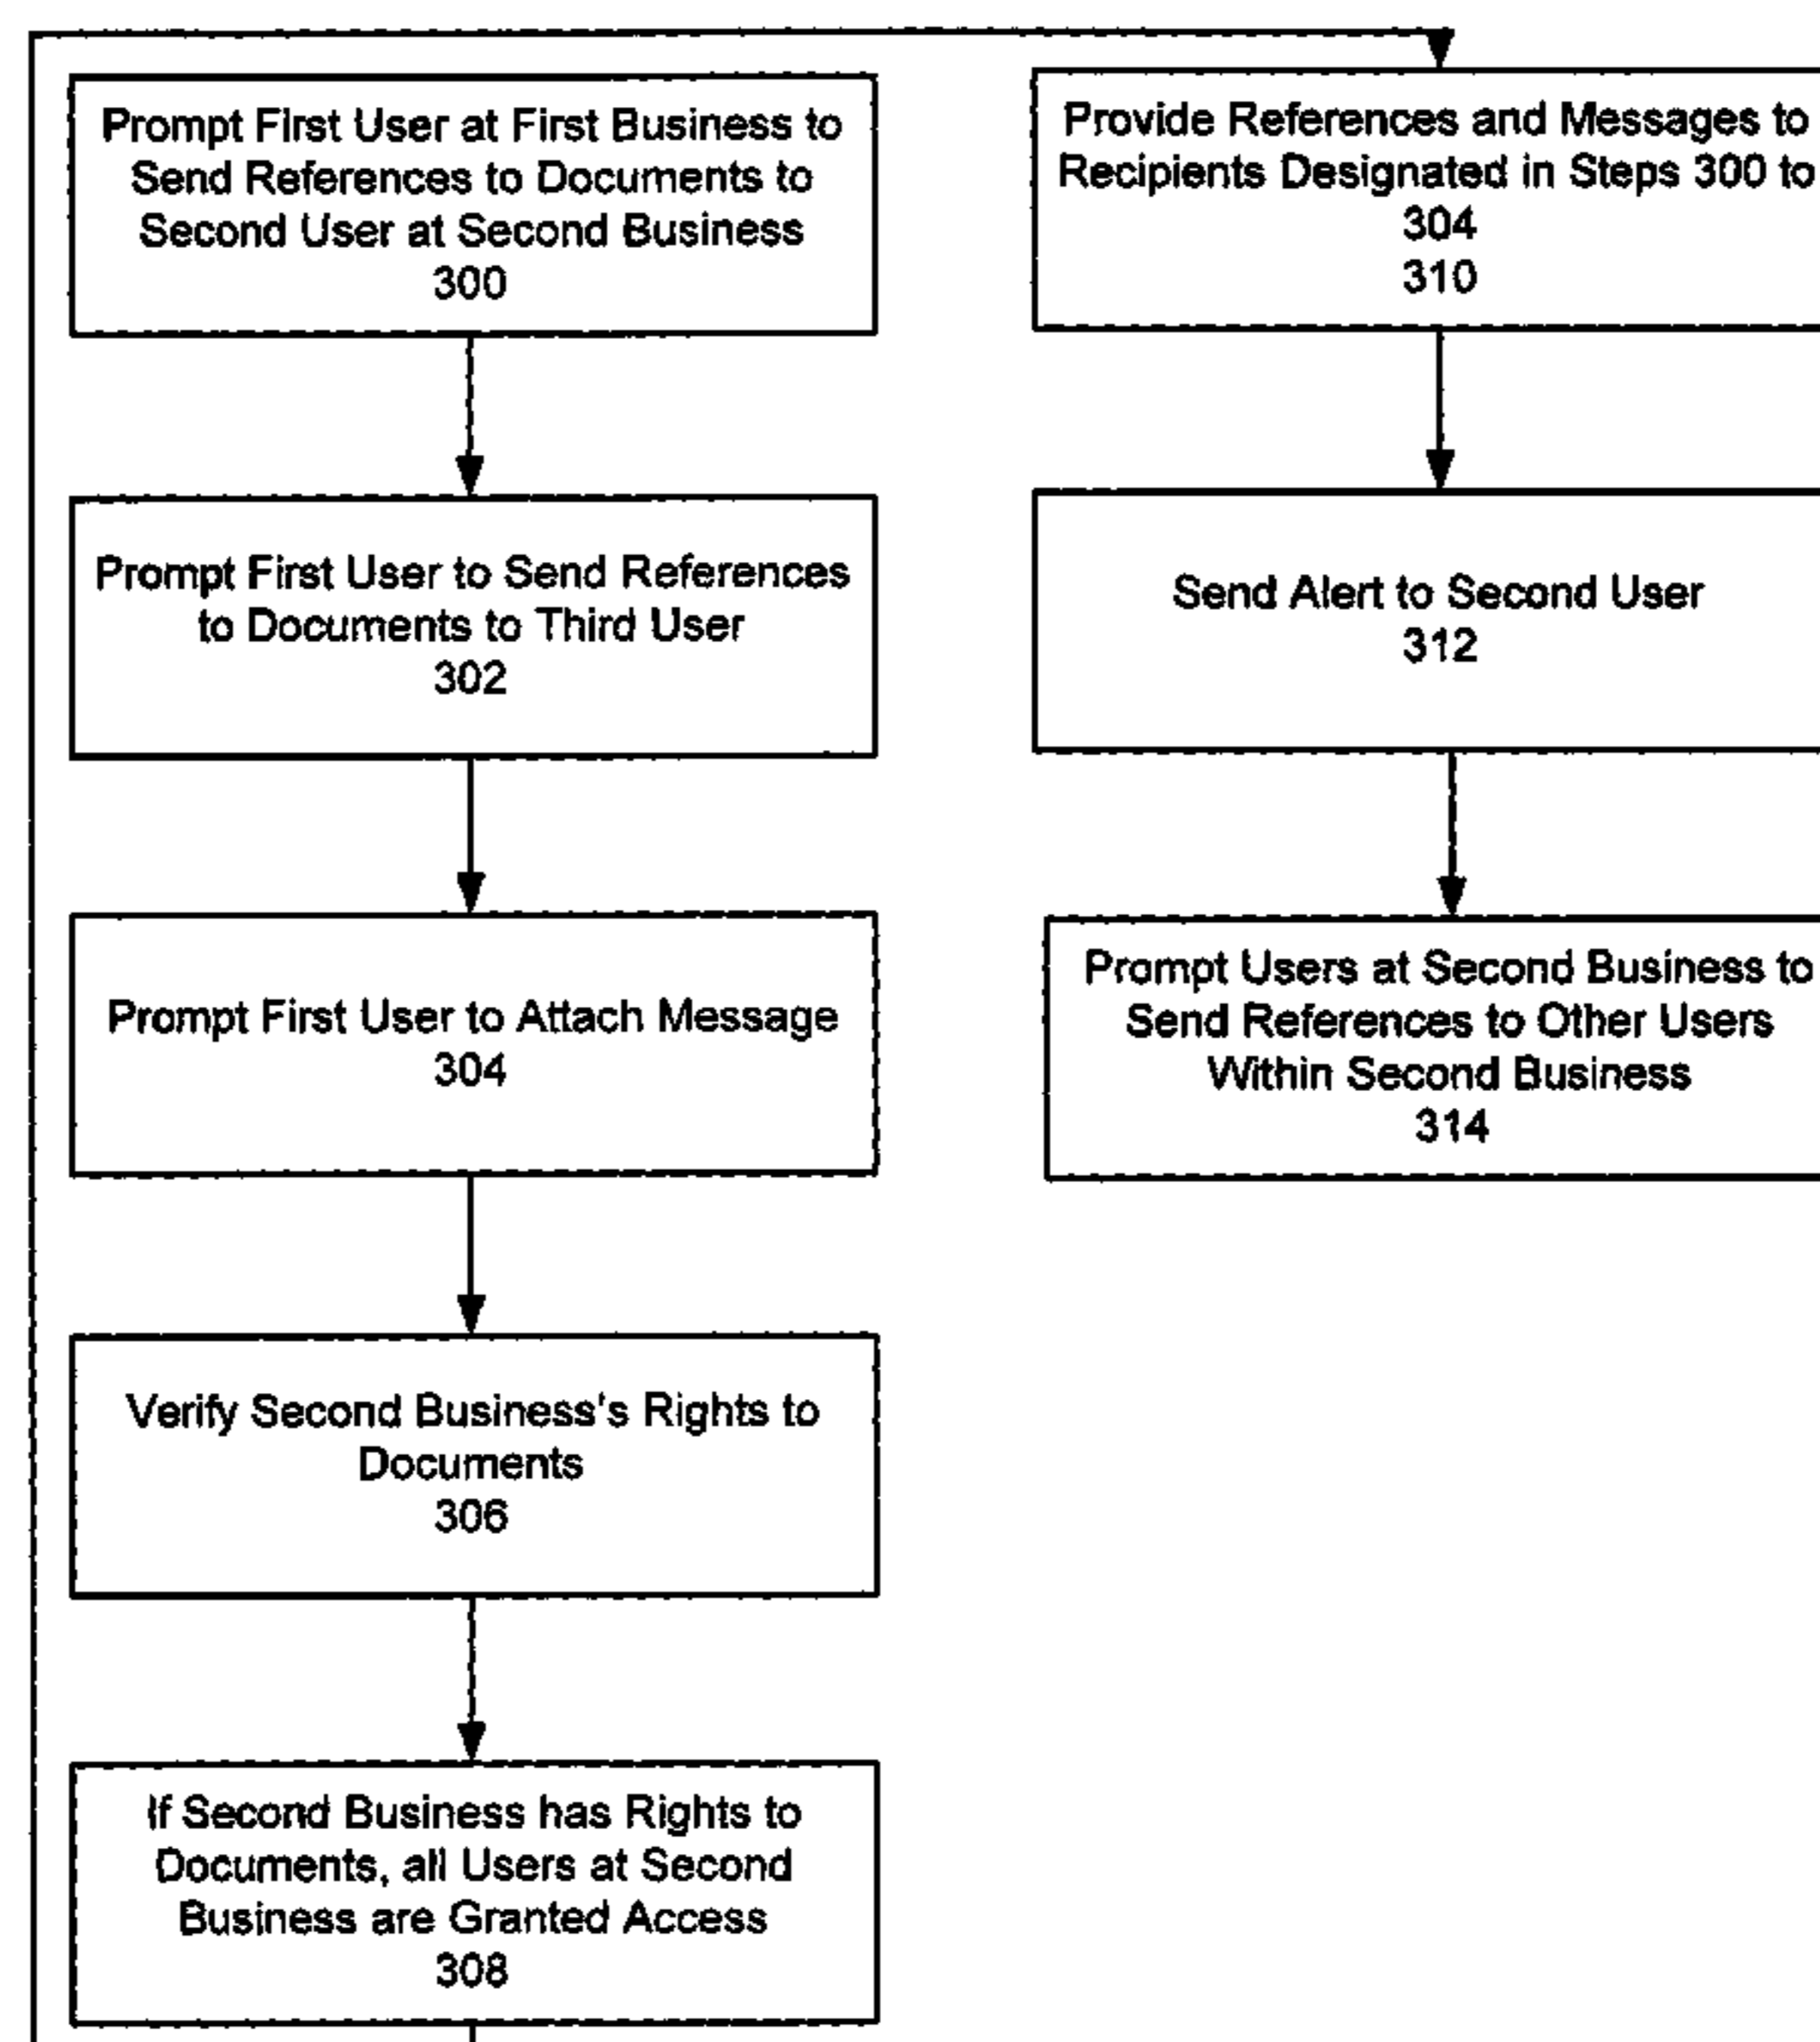 Prompt First User at First Business to
Send References to Documents to
Second User at Second Business
300
Prompt First User to Send References
to Documents to Third User
302
Prompt First User to Attach Message
304
Verify Second Business's Rights to
Documents
306
If Second Business has Rights to
Documents, all Users at Second
Business are Granted Access
308
Provide References and Messages to
Recipients Designated in Steps 300 to
304
310
Send Alert to Second User
312
Prompt Users at Second Business to
Send References to Other Users
Within Second Business
314